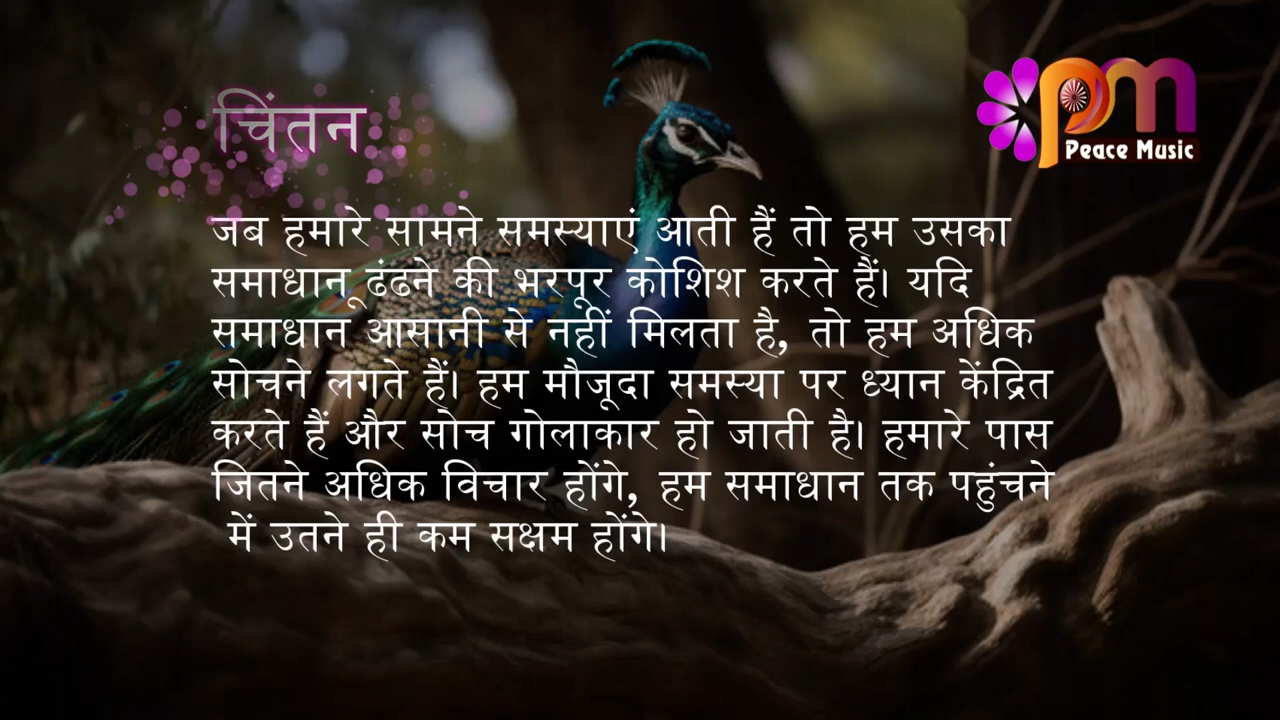 चिंतन
pm
Peace Music
जब हमारे सामने समस्याएं आती हैं तो हम उसका
समाधान ढूंढने की भरपूर कोशिश करते हैं। यदि
समाधान आसानी से नहीं मिलता है, तो हम अधिक
सोचने लगते हैं। हम मौजूदा समस्या पर ध्यान केंद्रित
करते हैं और सोच गोलाकार हो जाती है। हमारे पास
जितने अधिक विचार होंगे, हम समाधान तक पहुंचने
में उतने ही कम सक्षम होंगे।